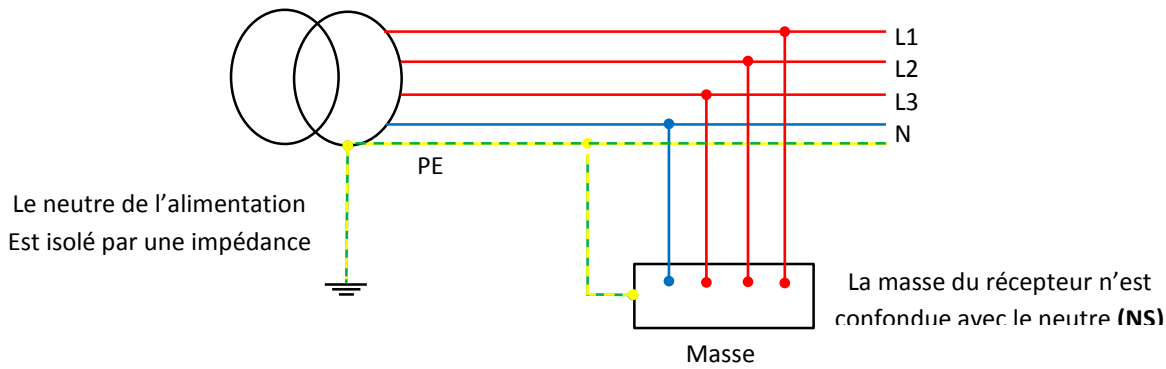 L1
L2
L3
N
PE
Le neutre de l’alimentation
Est isolé par une impédance
La masse du récepteur n’est
confondue avec le neutre (NS)
Masse